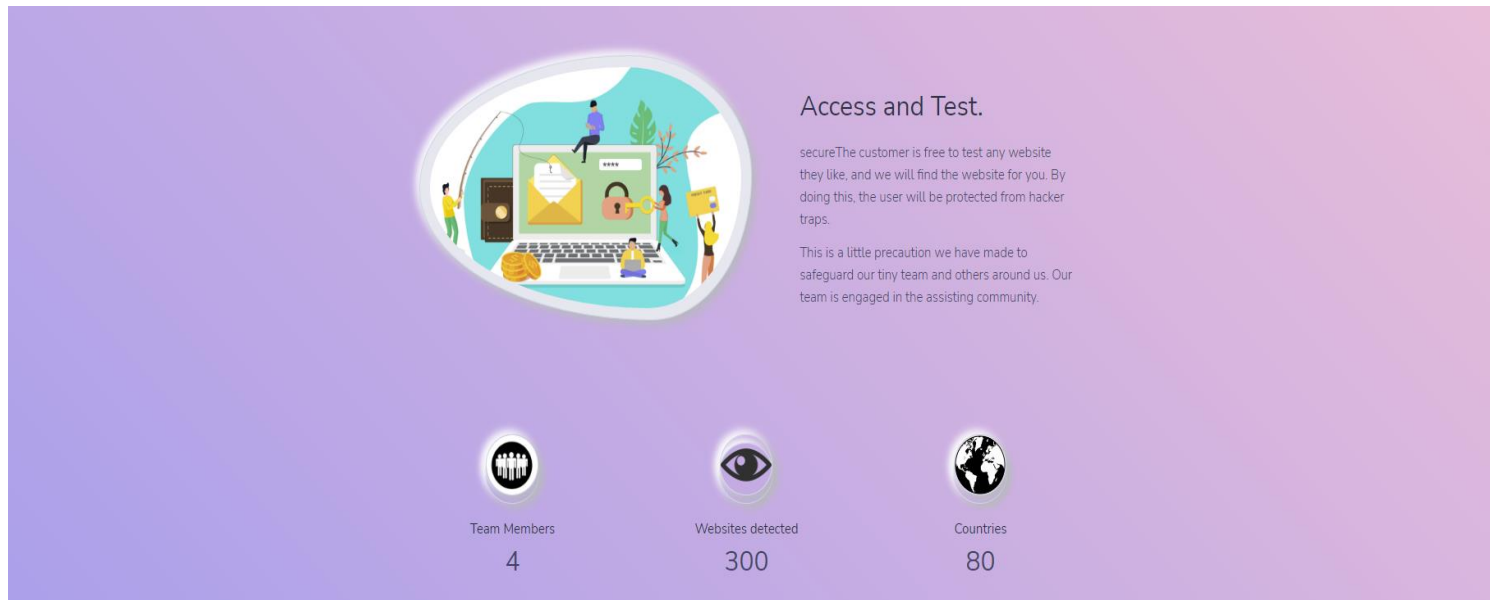 Access and Test.
secureThe customer is free to test any website
they like, and we will find the website for you. By
doing this, the user will be protected from hacker
traps.
This is a little precaution we have made to
safeguard our tiny team and others around us. Our
team is engaged in the assisting community.
****
Team Members
4
Websites detected
300
Countries
80